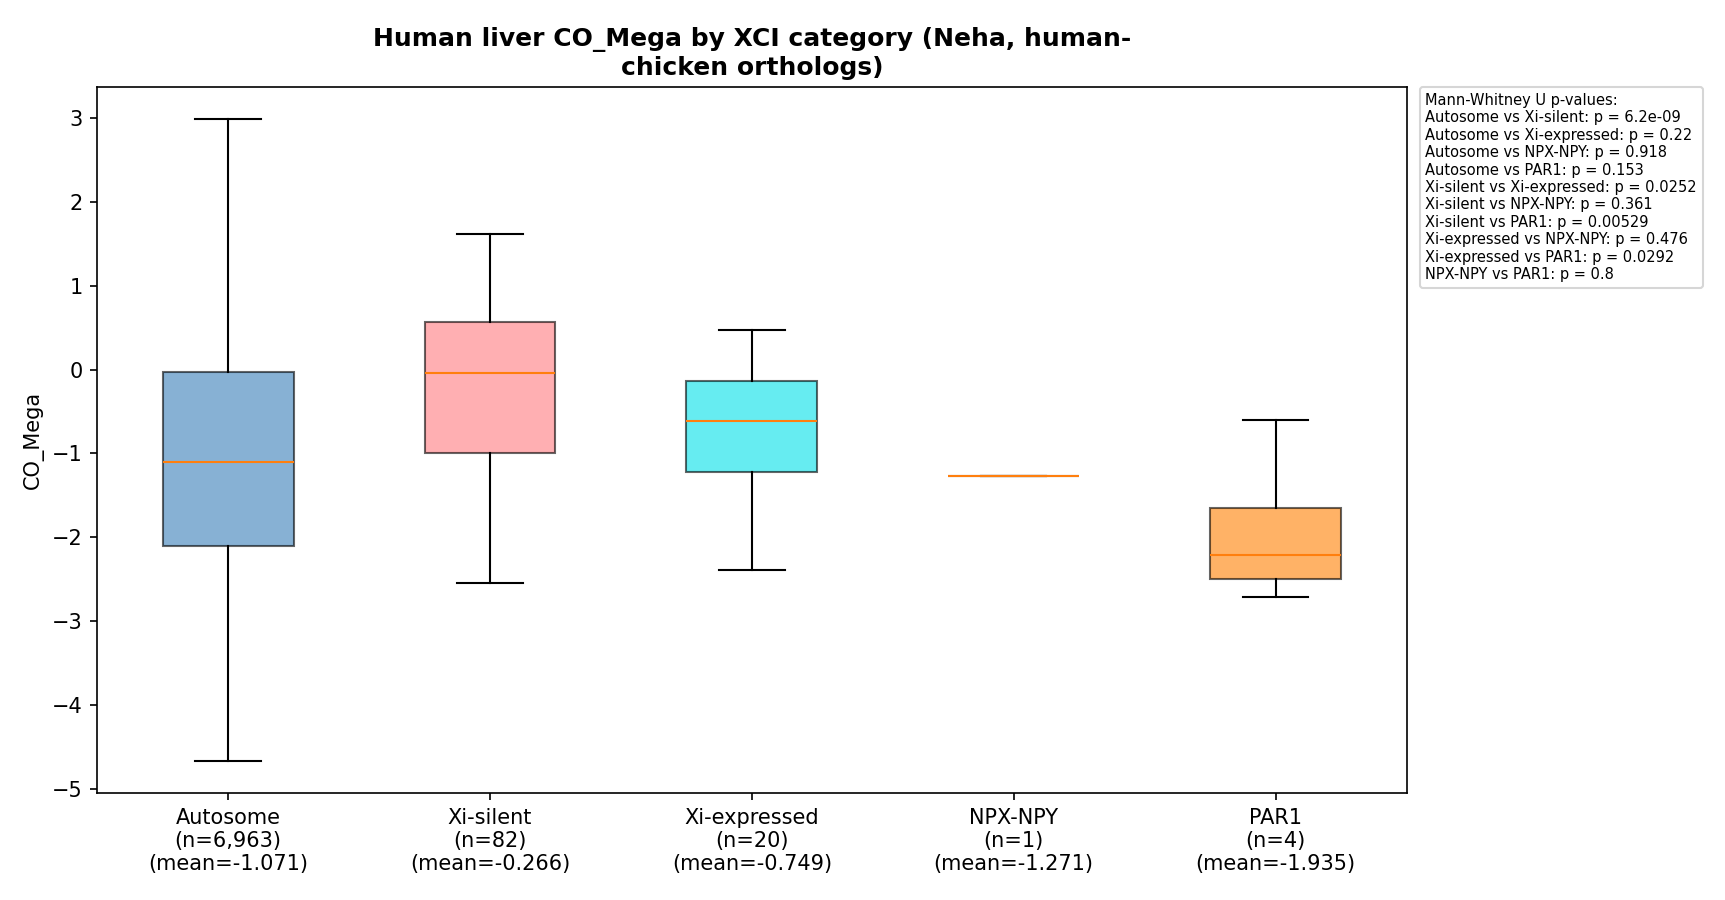 Human liver CO_Mega by XCI category (Neha, human-
chicken orthologs)
CO_Mega
3
2
1
0
−1
−2
−3
−4
−5
Autosome
(n=6,963)
(mean=-1.071)
Xi-silent
(n=82)
(mean=-0.266)
Xi-expressed
(n=20)
(mean=-0.749)
NPX-NPY
(n=1)
(mean=-1.271)
PAR1
(n=4)
(mean=-1.935)
Mann-Whitney U p-values:
Autosome vs Xi-silent: p = 6.2e-09
Autosome vs Xi-expressed: p = 0.22
Autosome vs NPX-NPY: p = 0.918
Autosome vs PAR1: p = 0.153
Xi-silent vs Xi-expressed: p = 0.0252
Xi-silent vs NPX-NPY: p = 0.361
Xi-silent vs PAR1: p = 0.00529
Xi-expressed vs NPX-NPY: p = 0.476
Xi-expressed vs PAR1: p = 0.0292
NPX-NPY vs PAR1: p = 0.8